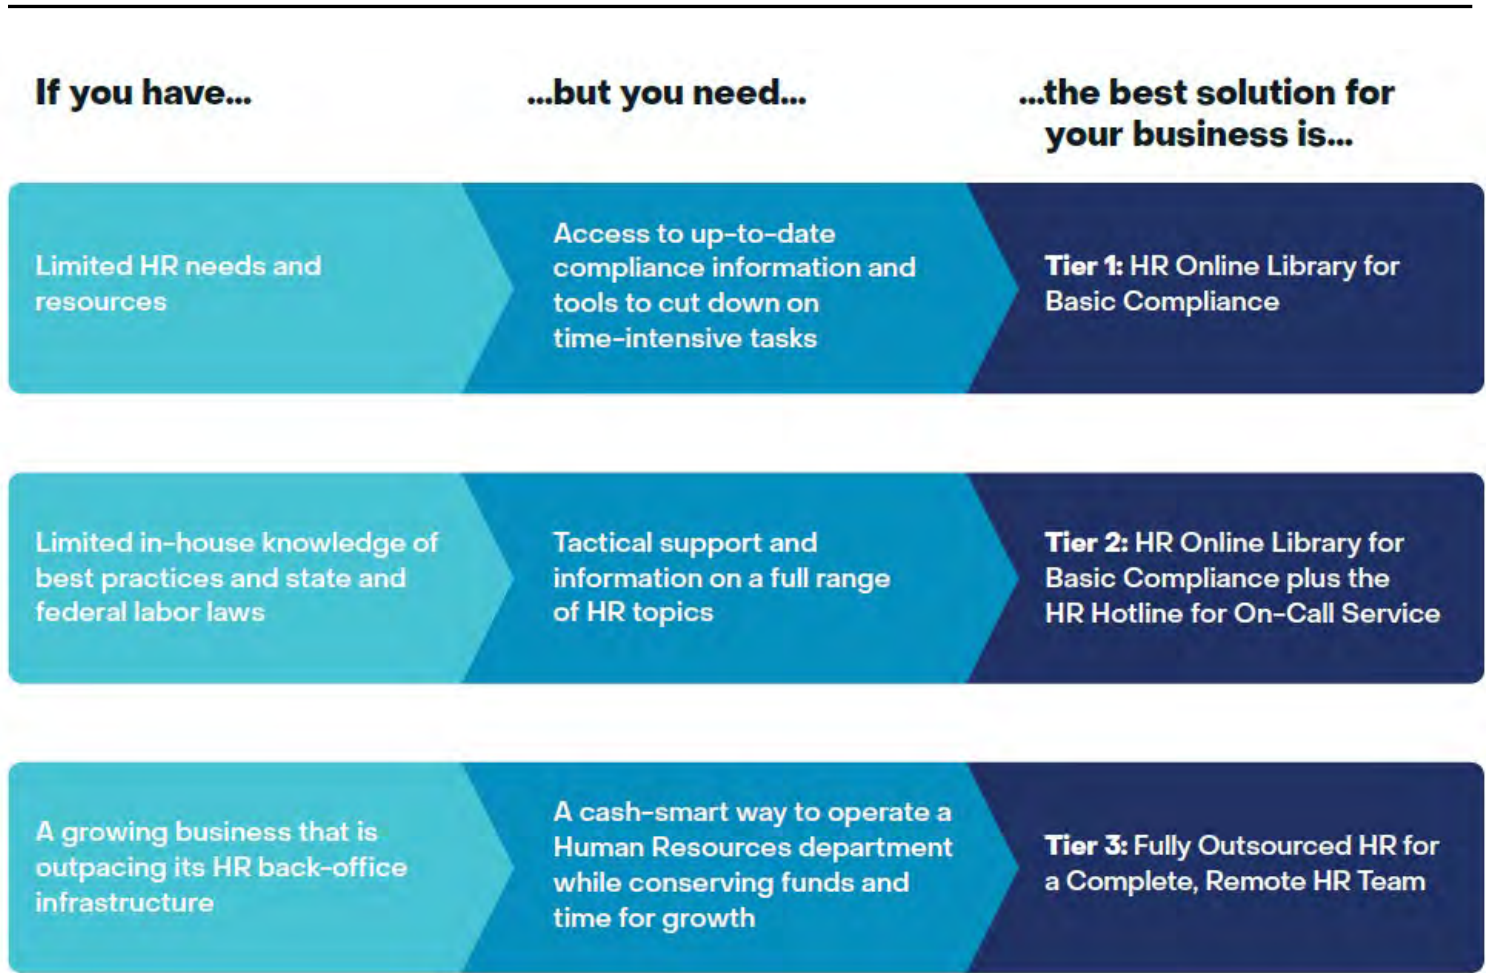 If you have...
...but you need...
...the best solution for
your business is...
Limited HR needs and
resources
Access to up-to-date
compliance information and
tools to cut down on
time-intensive tasks
Tier 1: HR Online Library for
Basic Compliance
Limited in-house knowledge of
best practices and state and
federal labor laws
Tactical support and
information on a full range
of HR topics
Tier 2: HR Online Library for
Basic Compliance plus the
HR Hotline for On-Call Service
A growing business that is
outpacing its HR back-office
infrastructure
A cash-smart way to operate a
Human Resources department
while conserving funds and
time for growth
Tier 3: Fully Outsourced HR for
a Complete, Remote HR Team